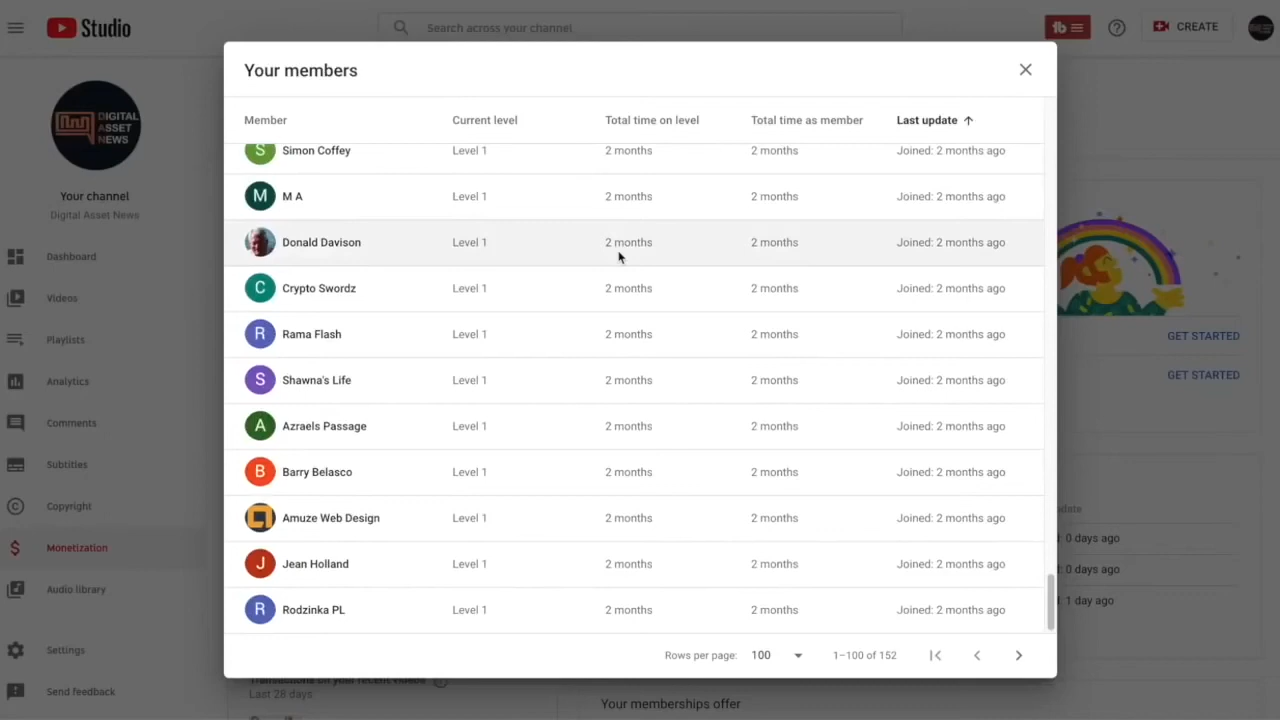 Studio
Search across your channel
CREATE
Your members
Member Current level Total time on level Total time as member Last update
Simon Coffey Level 1 2 months 2 months Joined: 2 months ago
M M A Level 1 2 months 2 months Joined: 2 months ago
Donald Davison Level 1 2 months 2 months Joined: 2 months ago
C Crypto Swordz Level 1 2 months 2 months Joined: 2 months ago
R Rama Flash Level 1 2 months 2 months Joined: 2 months ago
S Shawna's Life Level 1 2 months 2 months Joined: 2 months ago
A Azraels Passage Level 1 2 months 2 months Joined: 2 months ago
B Barry Belasco Level 1 2 months 2 months Joined: 2 months ago
Amuze Web Design Level 1 2 months 2 months Joined: 2 months ago
J Jean Holland Level 1 2 months 2 months Joined: 2 months ago
R Rodzinka PL Level 1 2 months 2 months Joined: 2 months ago
Rows per page: 100 1–100 of 152
DIGITAL
ASSET
NEWS
Your channel
Digital Asset News
Dashboard
Videos
Playlists
Analytics
Comments
Subtitles
Copyright
Monetization
Audio library
Settings
Send feedback
GET STARTED
GET STARTED
0 days ago
0 days ago
1 day ago
Transactions on your recent videos
Last 28 days
Your memberships offer